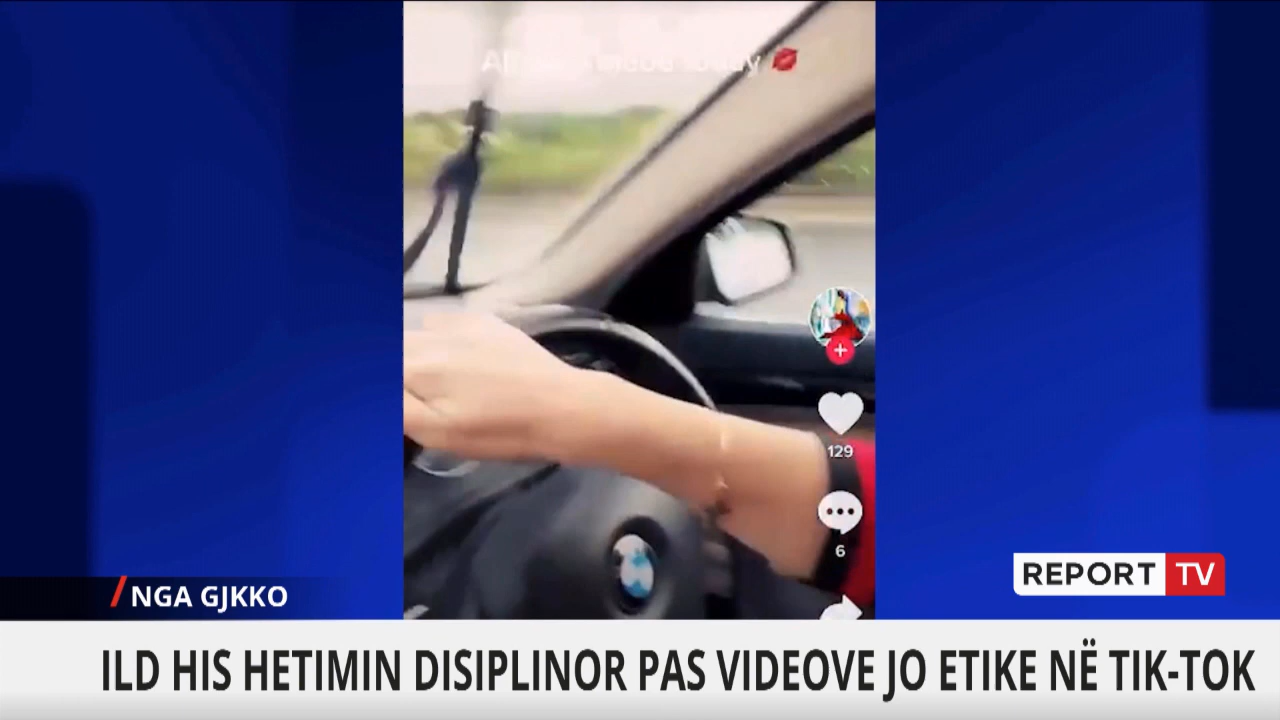 129
6
REPORT TV
NGA GJKKO
ILD HIS HETIMIN DISIPLINOR PAS VIDEOVE JO ETIKE NË TIK-TOK